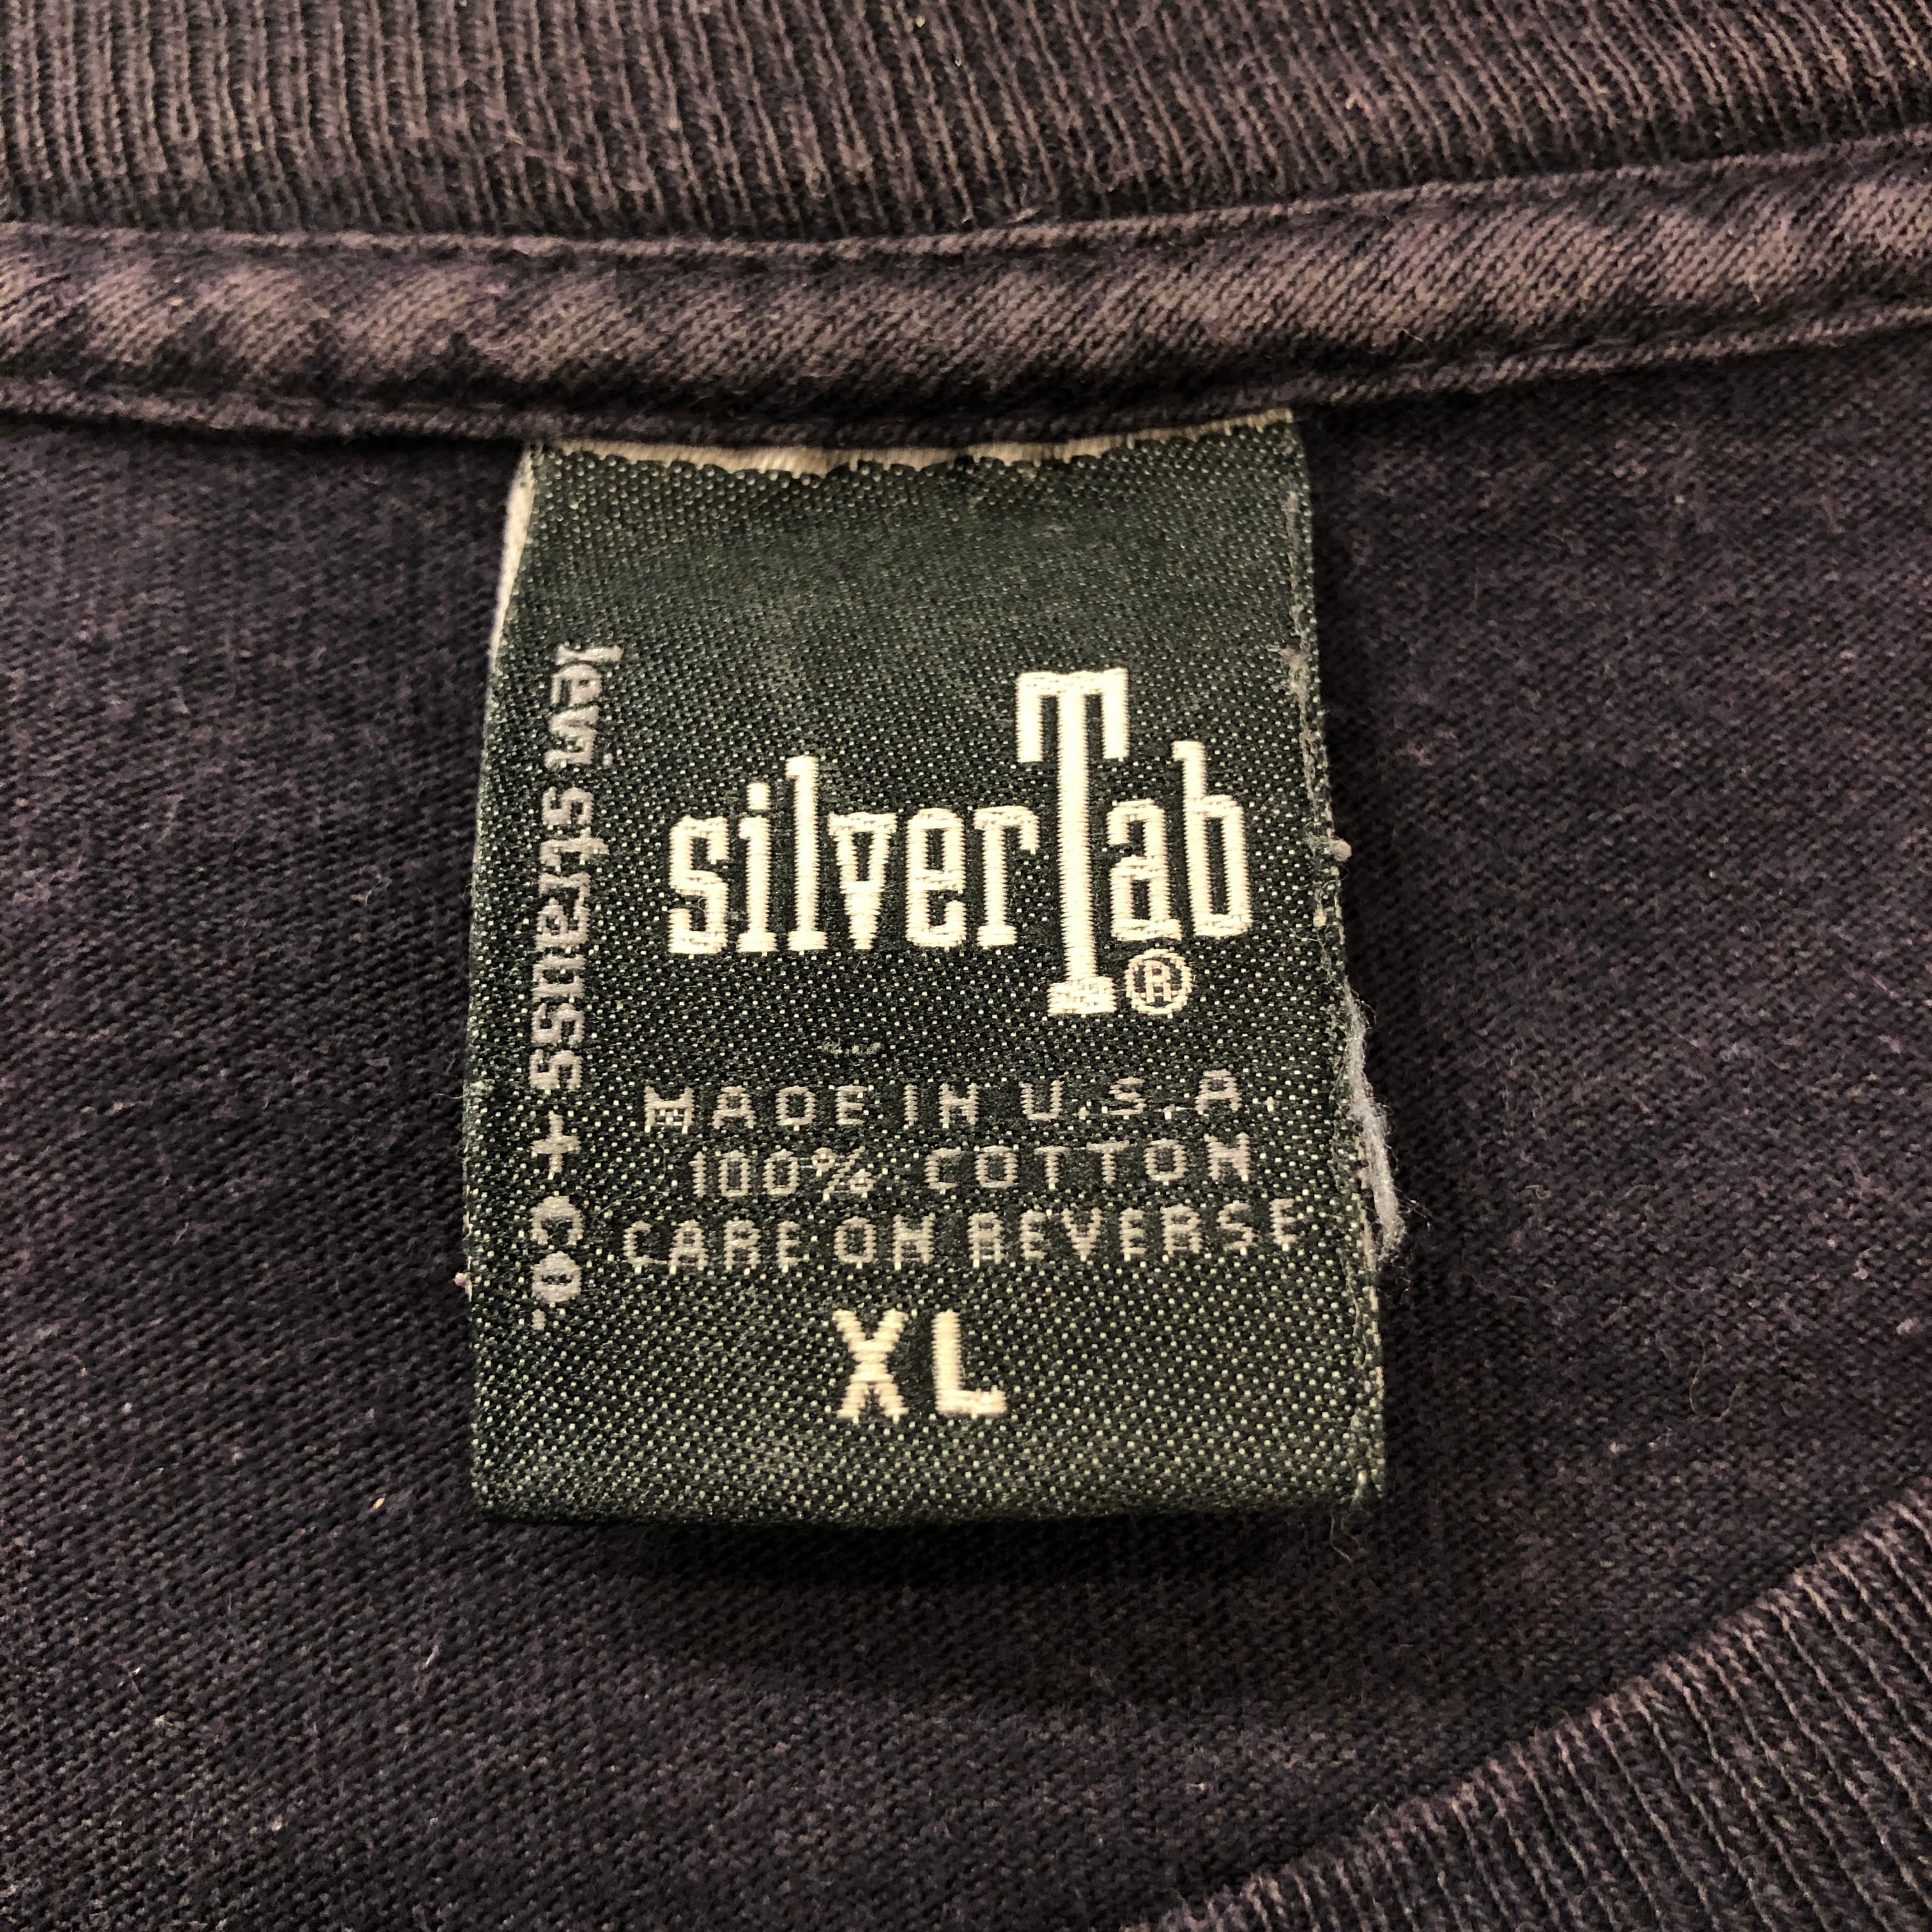 levi strauss + co.
silverTab®
MADE IN U.S.A
100% COTTON
CARE ON REVERSE
XL